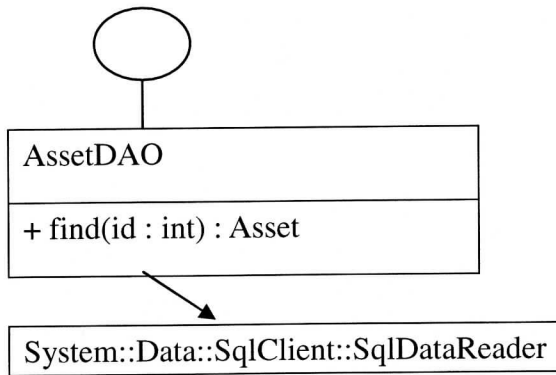 AssetDAO
+ find(id : int) : Asset
System::Data::SqlClient::SqlDataReader